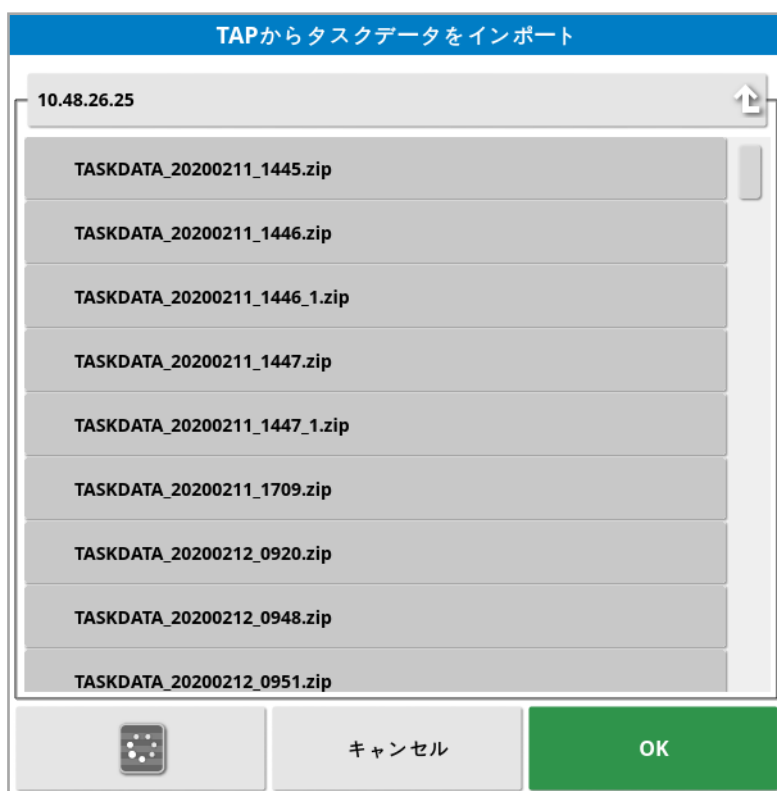 TAPからタスクデータをインポート
10.48.26.25
TASKDATA_20200211_1445.zip
TASKDATA_20200211_1446.zip
TASKDATA_20200211_1446_1.zip
TASKDATA_20200211_1447.zip
TASKDATA_20200211_1447_1.zip
TASKDATA_20200211_1709.zip
TASKDATA_20200212_0920.zip
TASKDATA_20200212_0948.zip
TASKDATA_20200212_0951.zip
キャンセル
OK